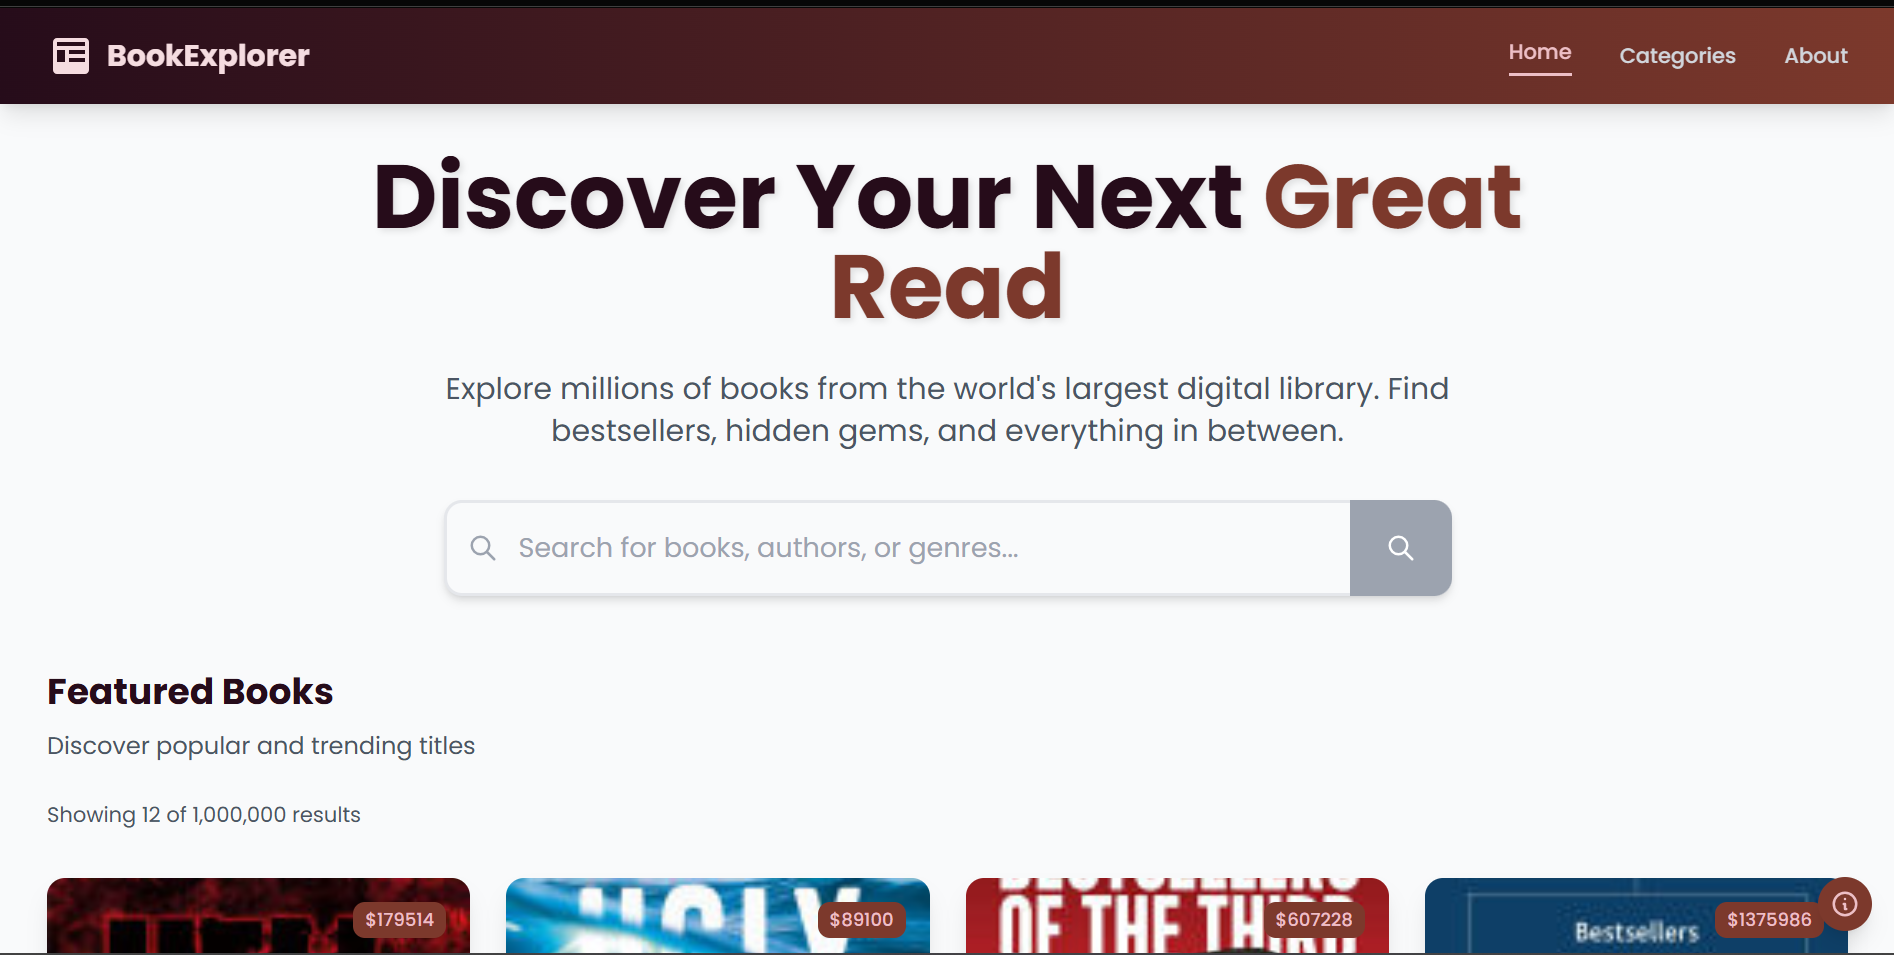 BookExplorer
Home
Categories
About
Discover Your Next Great
Read
Explore millions of books from the world's largest digital library. Find
bestsellers, hidden gems, and everything in between.
Search for books, authors, or genres...
Featured Books
Discover popular and trending titles
Showing 12 of 1,000,000 results
$179514
$89100
BESTSELLERS
OF THE THIRD
$607228
Bestsellers
$1375986